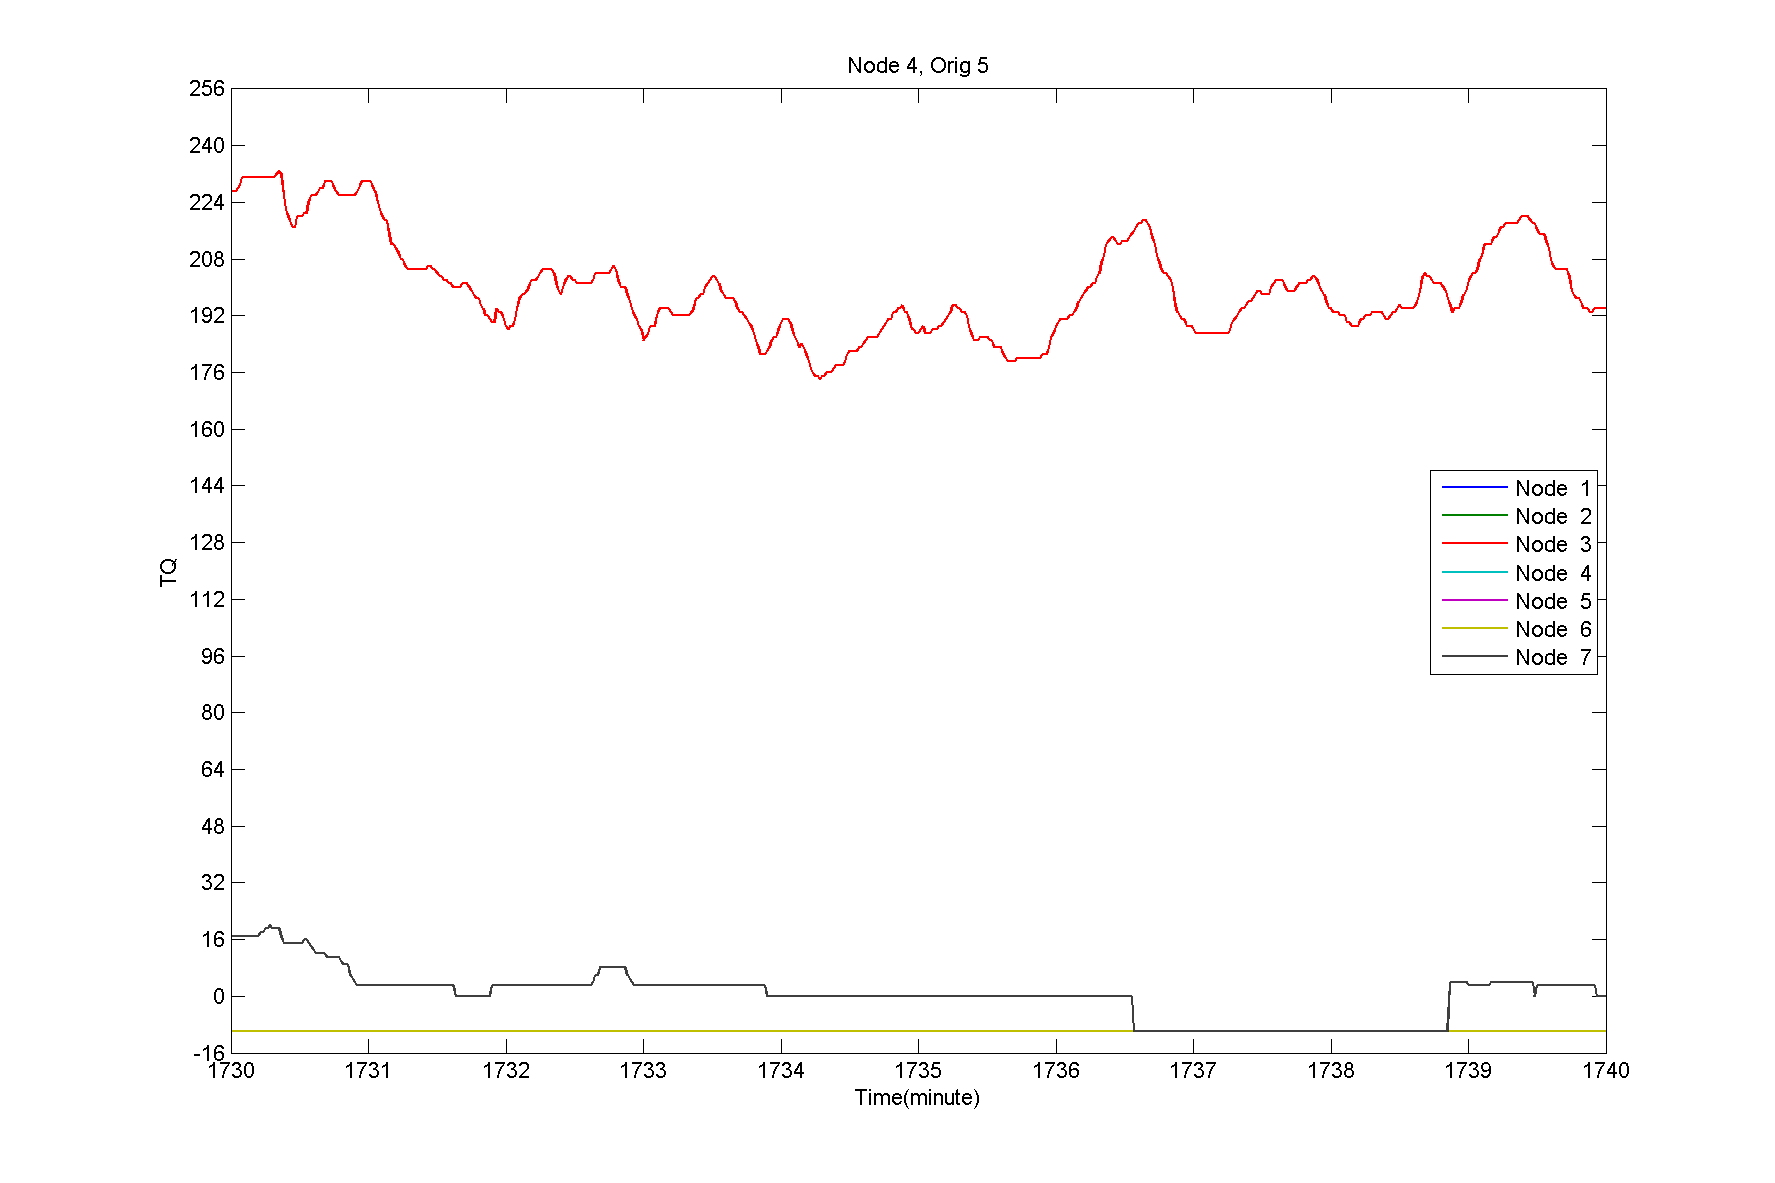 Node 4, Orig 5
256
240
224
208
192
176
160
144
128
112
96
80
64
48
32
16
0
-16
TQ
Node 1
Node 2
Node 3
Node 4
Node 5
Node 6
Node 7
1730 1731 1732 1733 1734 1735 1736 1737 1738 1739 1740
Time(minute)